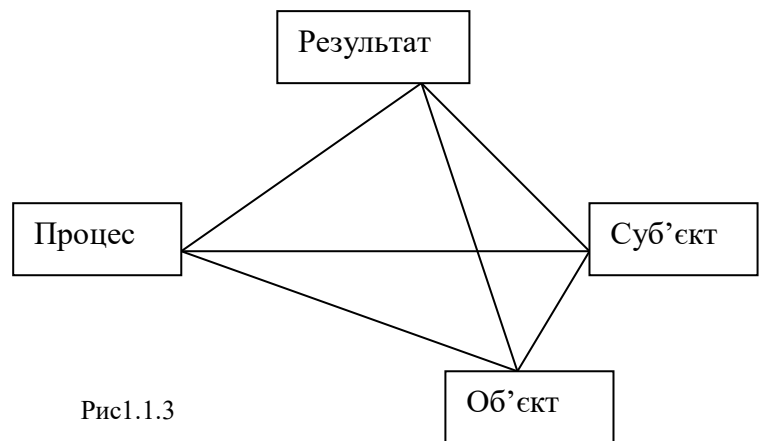 Результат
Процес
Суб’єкт
Об’єкт
Рис1.1.3